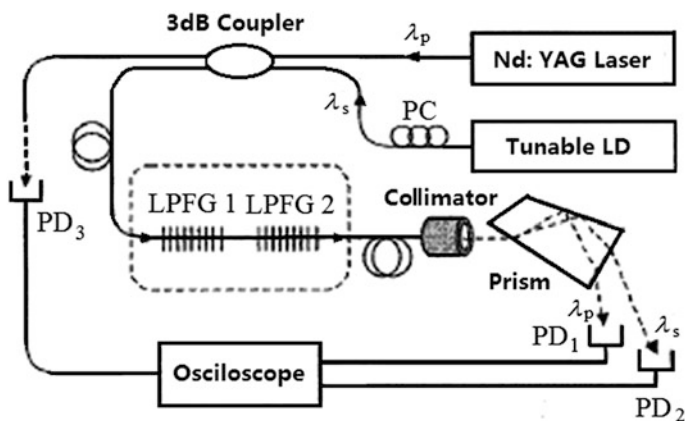 3dB Coupler
λp
Nd: YAG Laser
λs
PC
Tunable LD
PD3
LPFG 1
LPFG 2
Collimator
Prism
λp
λs
PD1
Osciloscope
PD2